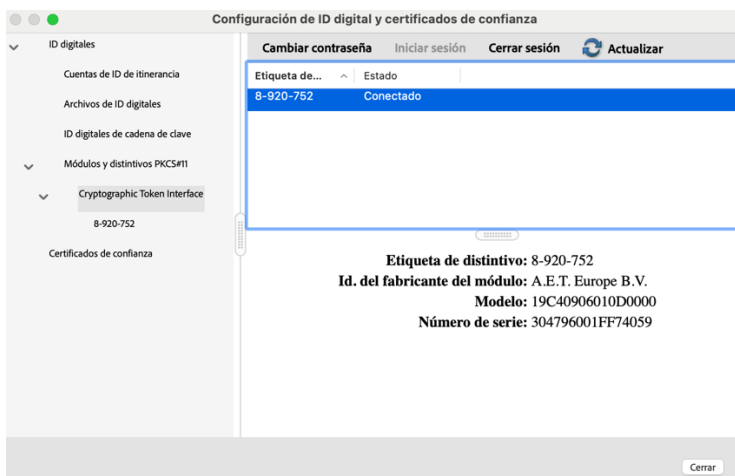 Configuración de ID digital y certificados de confianza
ID digitales
Cuentas de ID de itinerancia
Archivos de ID digitales
ID digitales de cadena de clave
Módulos y distintivos PKCS#11
Cryptographic Token Interface
8-920-752
Certificados de confianza
Cambiar contraseña Iniciar sesión Cerrar sesión Actualizar
Etiqueta de... Estado
8-920-752 Conectado
Etiqueta de distintivo: 8-920-752
Id. del fabricante del módulo: A.E.T. Europe B.V.
Modelo: 19C40906010D0000
Número de serie: 304796001FF74059
Cerrar